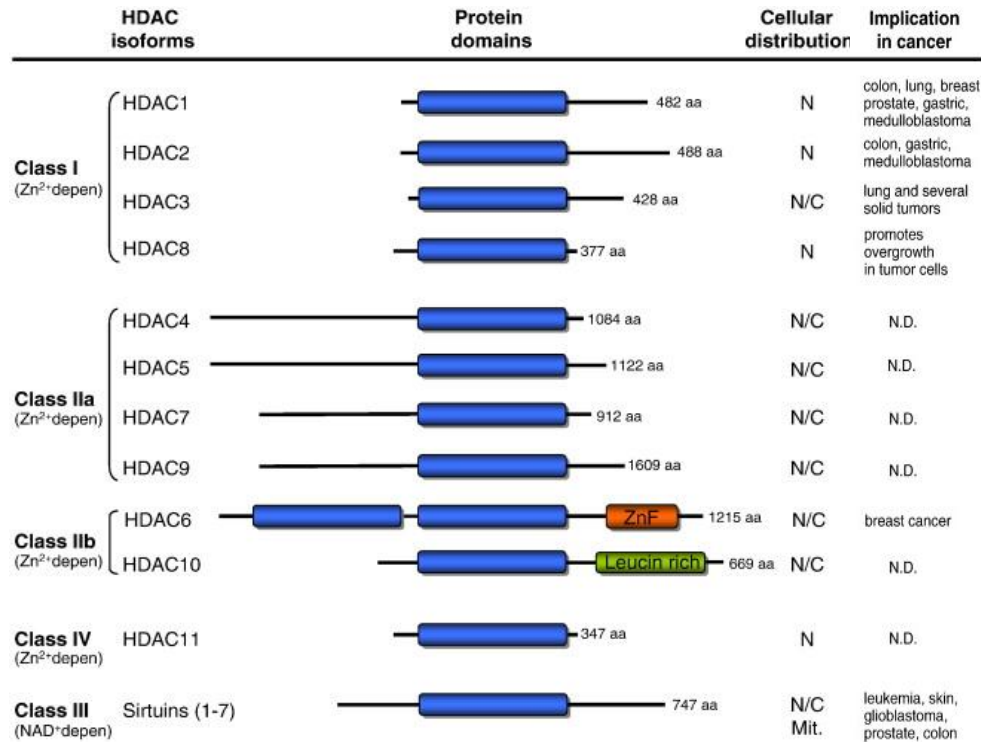 HDAC isoforms Protein domains Cellular distribution Implication in cancer
Class I
(Zn²⁺depen)
HDAC1 482 aa N colon, lung, breast
prostate, gastric,
medulloblastoma
HDAC2 488 aa N colon, gastric,
medulloblastoma
HDAC3 428 aa N/C lung and several
solid tumors
HDAC8 377 aa N promotes
overgrowth
in tumor cells
Class IIa
(Zn²⁺depen)
HDAC4 1084 aa N/C N.D.
HDAC5 1122 aa N/C N.D.
HDAC7 912 aa N/C N.D.
HDAC9 1609 aa N/C N.D.
Class IIb
(Zn²⁺depen)
HDAC6 ZnF 1215 aa N/C breast cancer
HDAC10 Leucin rich 669 aa N/C N.D.
Class IV
(Zn²⁺depen)
HDAC11 347 aa N N.D.
Class III
(NAD⁺depen)
Sirtuins (1-7) 747 aa N/C
Mit.
leukemia, skin,
glioblastoma,
prostate, colon